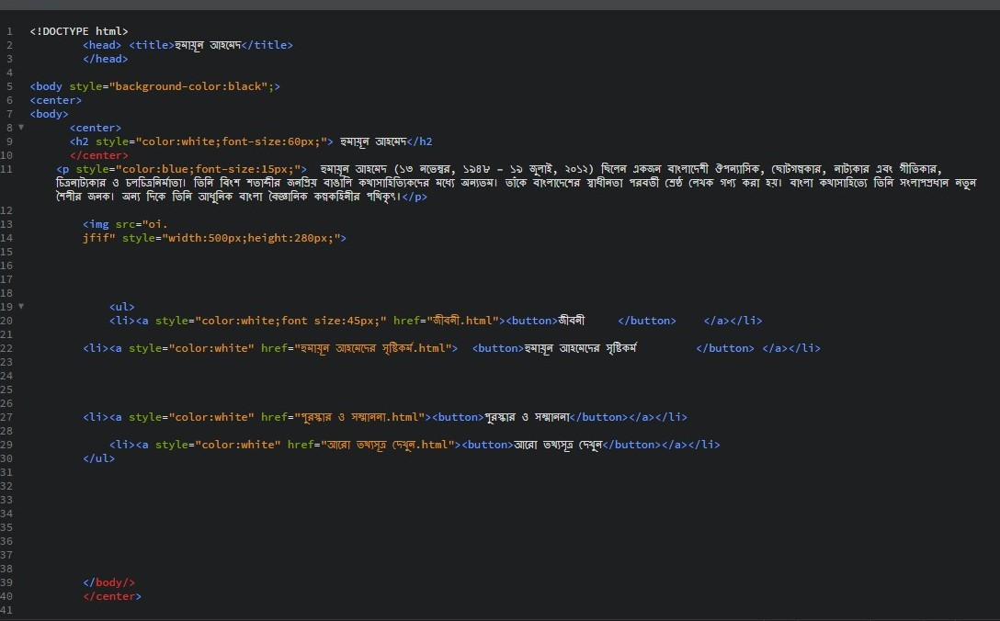 1 <!DOCTYPE html>
2 <head> <title>হুমায়ূন আহমেদ</title>
3 </head>
4
5 <body style="background-color:black";>
6 <center>
7 <body>
8 <center>
9 <h2 style="color:white;font-size:60px;"> হুমায়ূন আহমেদ</h2
10 </center>
11 <p style="color:blue;font-size:15px;"> হুমায়ূন আহমেদ (১৩ নভেম্বর, ১৯৪৮ – ১৯ জুলাই, ২০১২) ছিলেন একজন বাংলাদেশী ঔপন্যাসিক, ছোটগল্পকার, নাট্যকার এবং গীতিকার,
চিত্রনাট্যকার ও চলচ্চিত্রনির্মাতা। তিনি বিংশ শতাব্দীর জনপ্রিয় বাঙালি কথাসাহিত্যিকদের মধ্যে অন্যতম। তাঁকে বাংলাদেশের স্বাধীনতা পরবর্তী শ্রেষ্ঠ লেখক গণ্য করা হয়। বাংলা কথাসাহিত্যে তিনি সংলাপপ্রধান নতুন
শৈলীর জনক। অন্য দিকে তিনি আধুনিক বাংলা বৈজ্ঞানিক কল্পকহিনীর পথিকৃৎ।</p>
12
13 <img src="oi.
14 jfif" style="width:500px;height:280px;">
15
16
17
18
19 <ul>
20 <li><a style="color:white;font size:45px;" href="জীবনী.html"><button>জীবনী </button> </a></li>
21
22 <li><a style="color:white" href="হুমায়ূন আহমেদের সৃষ্টিকর্ম.html"> <button>হুমায়ূন আহমেদের সৃষ্টিকর্ম </button> </a></li>
23
24
25
26
27 <li><a style="color:white" href="পুরস্কার ও সম্মাননা.html"><button>পুরস্কার ও সম্মাননা</button></a></li>
28
29 <li><a style="color:white" href="আরো তথ্যসূত্র দেখুন.html"><button>আরো তথ্যসূত্র দেখুন</button></a></li>
30 </ul>
31
32
33
34
35
36
37
38
39 </body/>
40 </center>
41